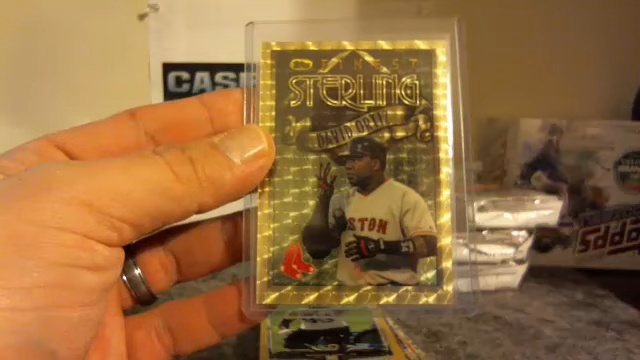 FINEST
STERLING
DAVID ORTIZ
BOSTON
CASE
Topps